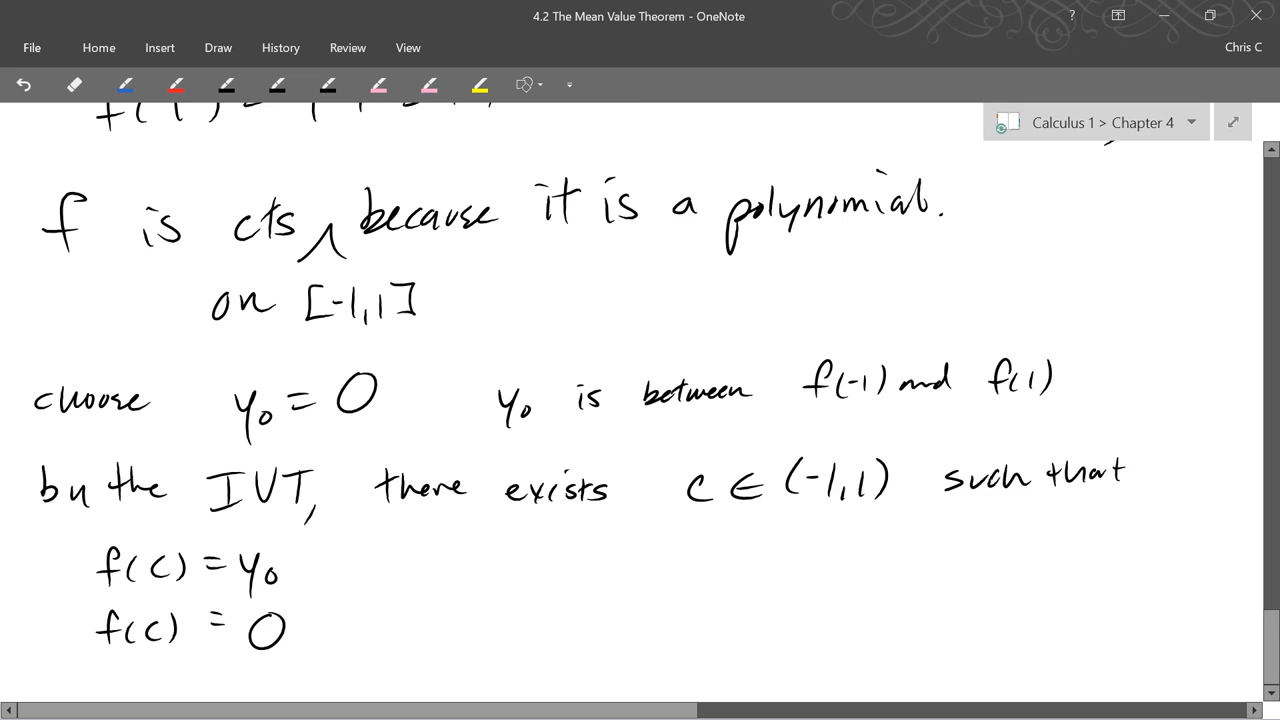 4.2 The Mean Value Theorem - OneNote
?
File Home Insert Draw History Review View Chris C
Calculus 1 > Chapter 4
f is cts, because it is a polynomial.
on [-1,1]
choose y₀ = 0 y₀ is between f(-1) and f(1)
by the IVT, there exists c ∈ (-1,1) such that
f(c) = y₀
f(c) = 0